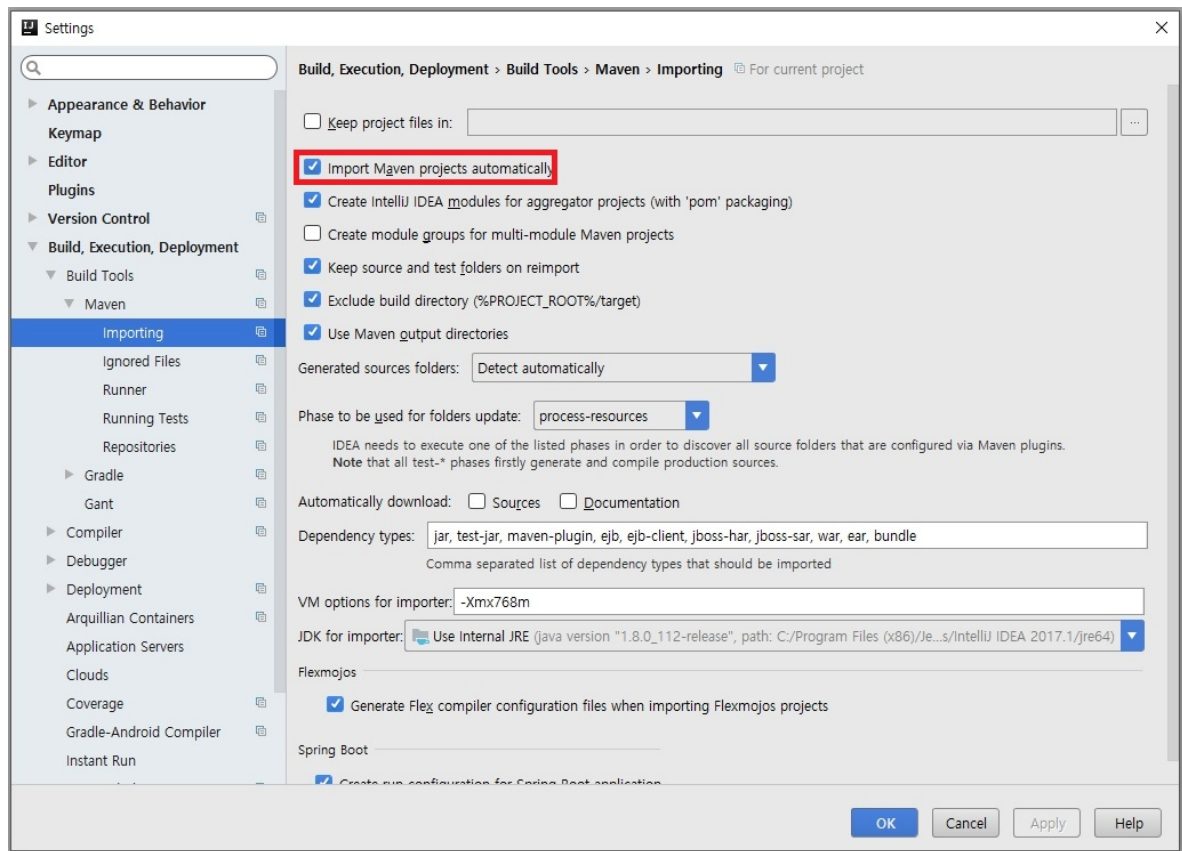 Settings
Build, Execution, Deployment › Build Tools › Maven › Importing For current project
Appearance & Behavior
Keymap
Editor
Plugins
Version Control
Build, Execution, Deployment
Build Tools
Maven
Importing
Ignored Files
Runner
Running Tests
Repositories
Gradle
Gant
Compiler
Debugger
Deployment
Arquillian Containers
Application Servers
Clouds
Coverage
Gradle-Android Compiler
Instant Run
Keep project files in: ...
Import Maven projects automatically
Create IntelliJ IDEA modules for aggregator projects (with 'pom' packaging)
Create module groups for multi-module Maven projects
Keep source and test folders on reimport
Exclude build directory (%PROJECT_ROOT%/target)
Use Maven output directories
Generated sources folders: Detect automatically
Phase to be used for folders update: process-resources
IDEA needs to execute one of the listed phases in order to discover all source folders that are configured via Maven plugins.
Note that all test-* phases firstly generate and compile production sources.
Automatically download: Sources Documentation
Dependency types: jar, test-jar, maven-plugin, ejb, ejb-client, jboss-har, jboss-sar, war, ear, bundle
Comma separated list of dependency types that should be imported
VM options for importer: -Xmx768m
JDK for importer: Use Internal JRE (java version "1.8.0_112-release", path: C:/Program Files (x86)/Je...s/IntelliJ IDEA 2017.1/jre64)
Flexmojos
Generate Flex compiler configuration files when importing Flexmojos projects
Spring Boot
Create run configuration for Spring Boot application
OK Cancel Apply Help